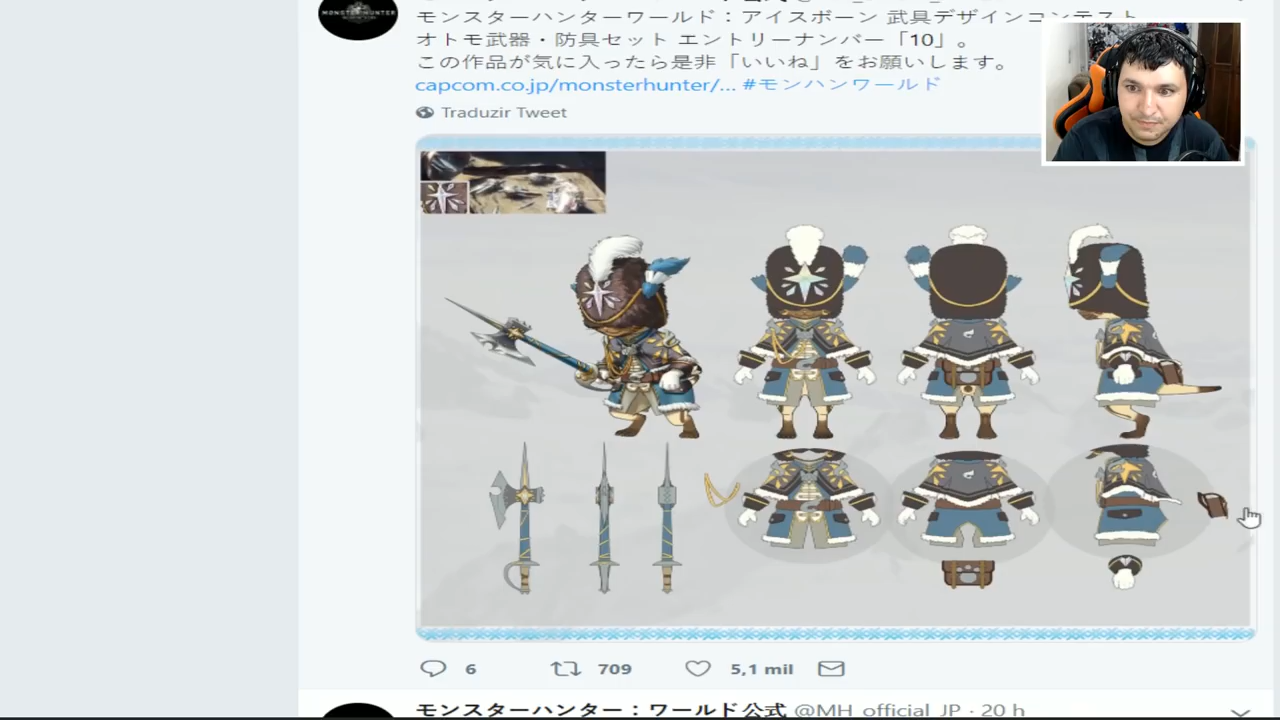 モンスターハンターワールド：アイスボーン 武具デザインコンテスト
オトモ武器・防具セット エントリーナンバー「10」。
この作品が気に入ったら是非「いいね」をお願いします。
capcom.co.jp/monsterhunter/... #モンハンワールド
Traduzir Tweet
6 709 5,1 mil
モンスターハンター：ワールド公式 @MH_official_JP · 20 h